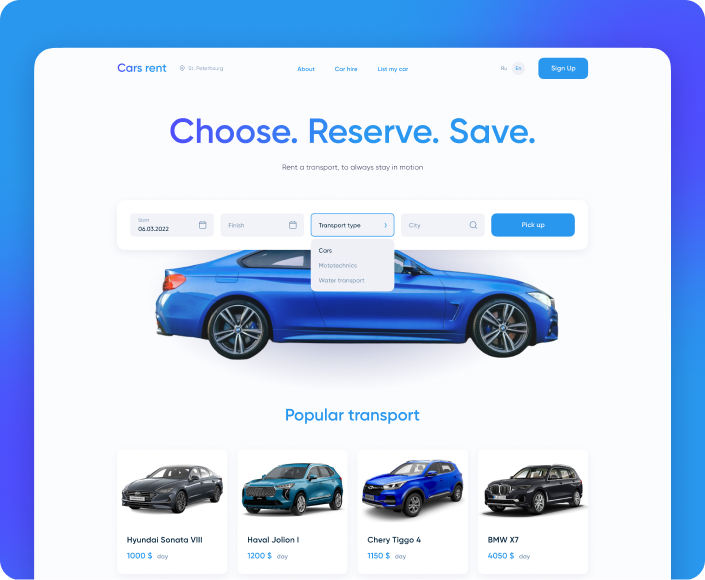 Cars rent
St. Petersburg
About
Car hire
List my car
Ru
En
Sign Up
Choose. Reserve. Save.
Rent a transport, to always stay in motion
Start
06.03.2022
Finish
Transport type
City
Pick up
Cars
Mototechnics
Water transport
Popular transport
Hyundai Sonata VIII
1000 $ day
Haval Jolion I
1200 $ day
Chery Tiggo 4
1150 $ day
BMW X7
4050 $ day